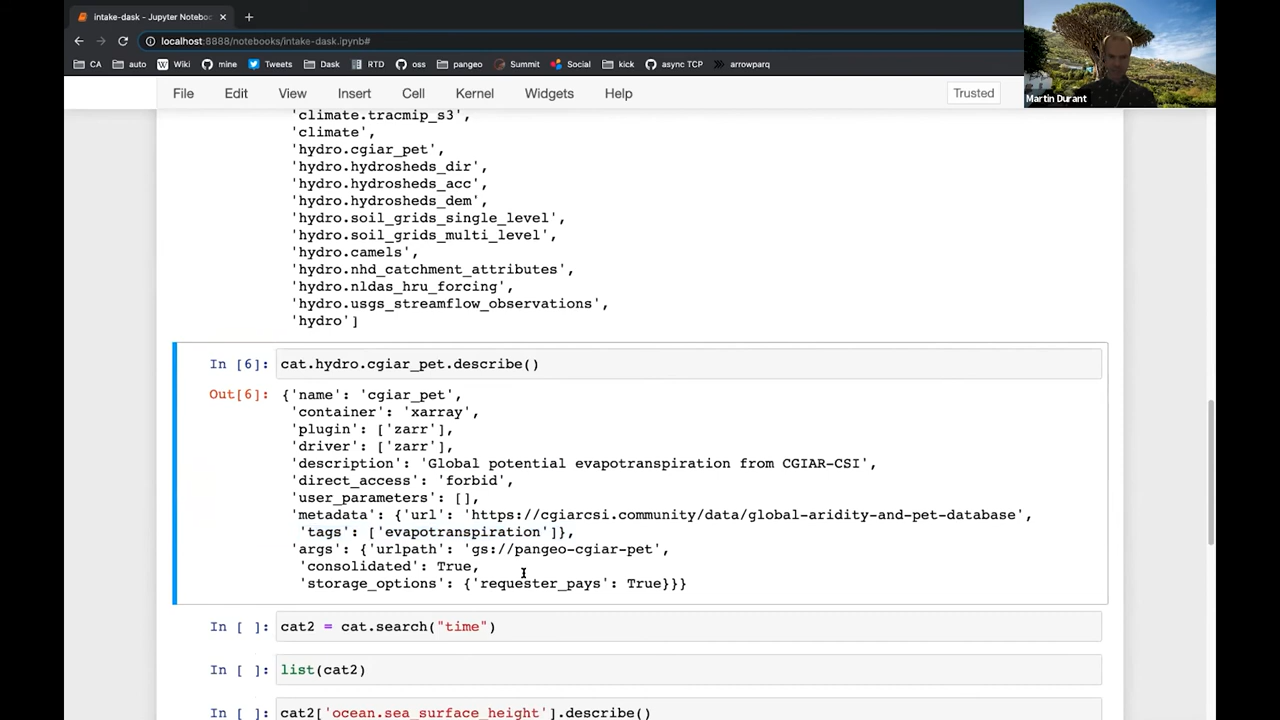 intake-dask - Jupyter Noteboo
localhost:8888/notebooks/intake-dask.ipynb#
CA auto Wiki mine Tweets Dask RTD oss pangeo Summit Social kick async TCP arrowparq
Martin Durant
File Edit View Insert Cell Kernel Widgets Help Trusted
'climate.tracmip_s3',
'climate',
'hydro.cgiar_pet',
'hydro.hydrosheds_dir',
'hydro.hydrosheds_acc',
'hydro.hydrosheds_dem',
'hydro.soil_grids_single_level',
'hydro.soil_grids_multi_level',
'hydro.camels',
'hydro.nhd_catchment_attributes',
'hydro.nldas_hru_forcing',
'hydro.usgs_streamflow_observations',
'hydro']
In [6]: cat.hydro.cgiar_pet.describe()
Out[6]: {'name': 'cgiar_pet',
'container': 'xarray',
'plugin': ['zarr'],
'driver': ['zarr'],
'description': 'Global potential evapotranspiration from CGIAR-CSI',
'direct_access': 'forbid',
'user_parameters': [],
'metadata': {'url': 'https://cgiarcsi.community/data/global-aridity-and-pet-database',
'tags': ['evapotranspiration']},
'args': {'urlpath': 'gs://pangeo-cgiar-pet',
'consolidated': True,
'storage_options': {'requester_pays': True}}}
In [ ]: cat2 = cat.search("time")
In [ ]: list(cat2)
In [ ]: cat2['ocean.sea_surface_height'].describe()